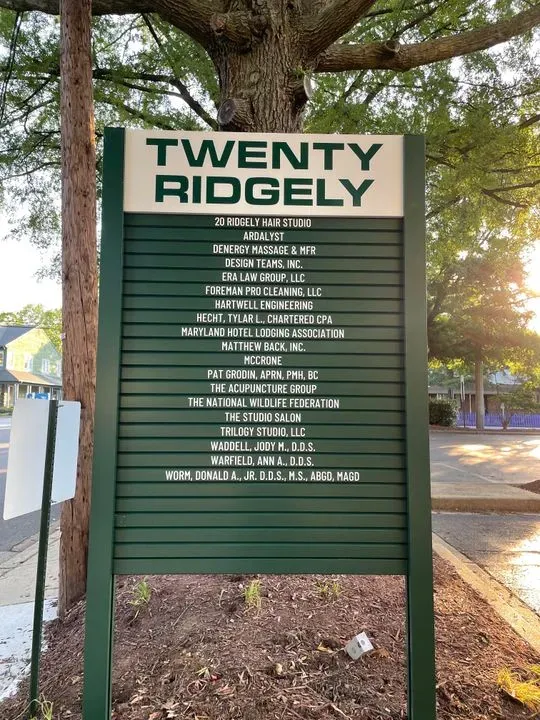 TWENTY
RIDGELY
20 RIDGELY HAIR STUDIO
ARDALYST
DENERGY MASSAGE & MFR
DESIGN TEAMS, INC.
ERA LAW GROUP, LLC
FOREMAN PRO CLEANING, LLC
HARTWELL ENGINEERING
HECHT, TYLAR L., CHARTERED CPA
MARYLAND HOTEL LODGING ASSOCIATION
MATTHEW BACK, INC.
MCCRONE
PAT GRODIN, APRN, PMH, BC
THE ACUPUNCTURE GROUP
THE NATIONAL WILDLIFE FEDERATION
THE STUDIO SALON
TRILOGY STUDIO, LLC
WADDELL, JODY M., D.D.S.
WARFIELD, ANN A., D.D.S.
WORM, DONALD A., JR. D.D.S., M.S., ABGD, MAGD